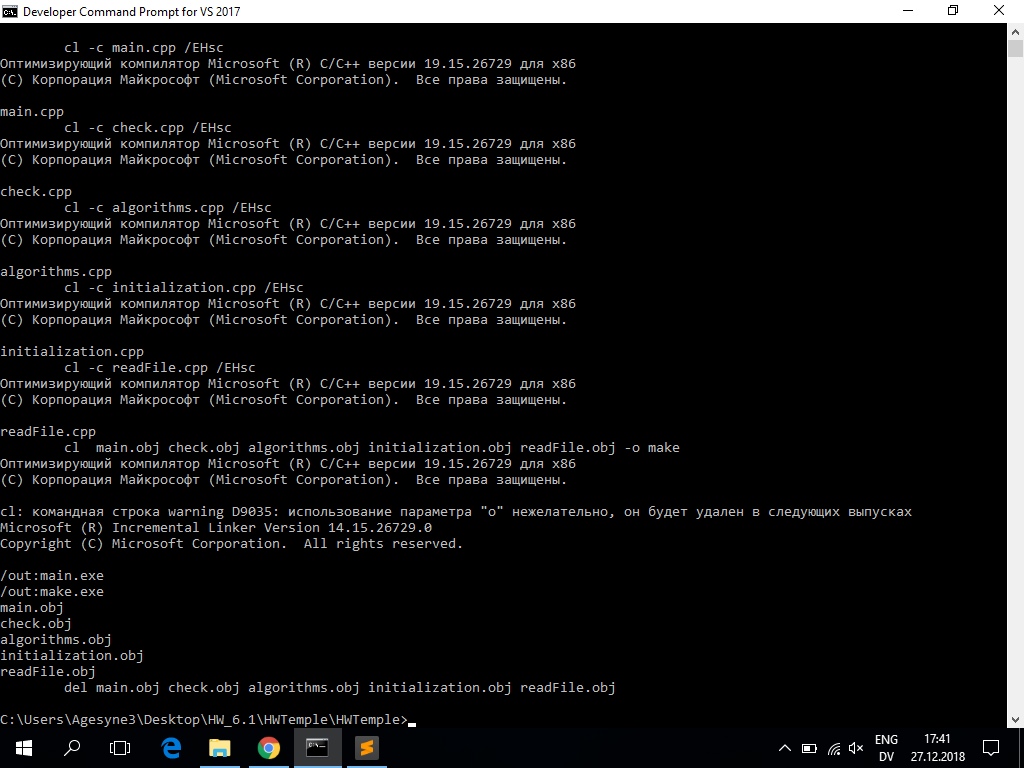 Developer Command Prompt for VS 2017
cl -c main.cpp /EHsc
Оптимизирующий компилятор Microsoft (R) C/C++ версии 19.15.26729 для x86
(C) Корпорация Майкрософт (Microsoft Corporation).  Все права защищены.
main.cpp
cl -c check.cpp /EHsc
Оптимизирующий компилятор Microsoft (R) C/C++ версии 19.15.26729 для x86
(C) Корпорация Майкрософт (Microsoft Corporation).  Все права защищены.
check.cpp
cl -c algorithms.cpp /EHsc
Оптимизирующий компилятор Microsoft (R) C/C++ версии 19.15.26729 для x86
(C) Корпорация Майкрософт (Microsoft Corporation).  Все права защищены.
algorithms.cpp
cl -c initialization.cpp /EHsc
Оптимизирующий компилятор Microsoft (R) C/C++ версии 19.15.26729 для x86
(C) Корпорация Майкрософт (Microsoft Corporation).  Все права защищены.
initialization.cpp
cl -c readFile.cpp /EHsc
Оптимизирующий компилятор Microsoft (R) C/C++ версии 19.15.26729 для x86
(C) Корпорация Майкрософт (Microsoft Corporation).  Все права защищены.
readFile.cpp
cl  main.obj check.obj algorithms.obj initialization.obj readFile.obj -o make
Оптимизирующий компилятор Microsoft (R) C/C++ версии 19.15.26729 для x86
(C) Корпорация Майкрософт (Microsoft Corporation).  Все права защищены.
cl: командная строка warning D9035: использование параметра "o" нежелательно, он будет удален в следующих выпусках
Microsoft (R) Incremental Linker Version 14.15.26729.0
Copyright (C) Microsoft Corporation.  All rights reserved.
/out:main.exe
/out:make.exe
main.obj
check.obj
algorithms.obj
initialization.obj
readFile.obj
del main.obj check.obj algorithms.obj initialization.obj readFile.obj
C:\Users\Agesyne3\Desktop\HW_6.1\HWTemple\HWTemple>
ENG 17:41
DV 27.12.2018